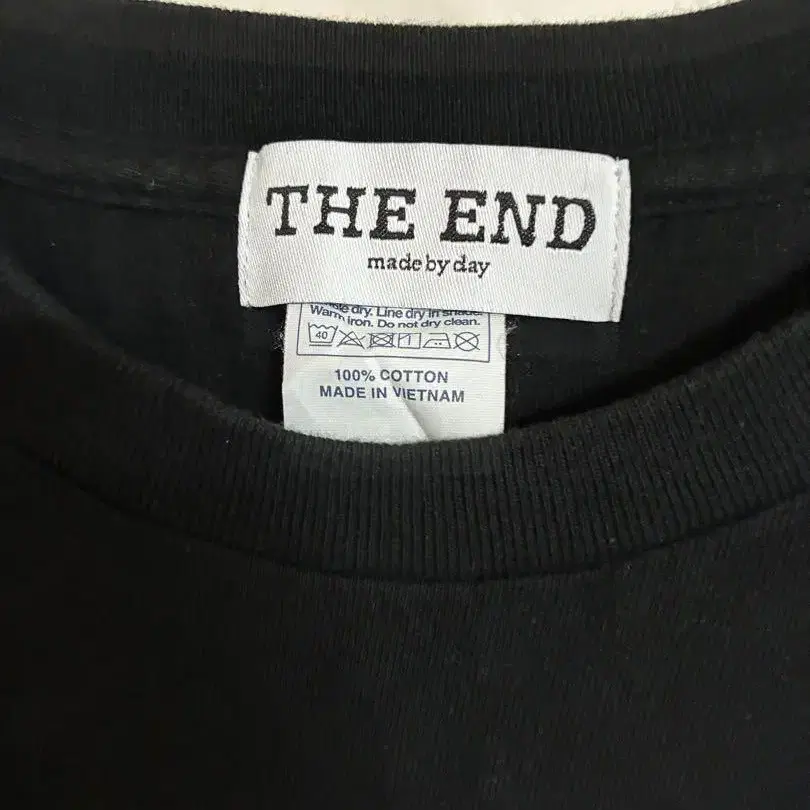 THE END
made by day
dry. Line dry in
Warm iron. Do not dry clean.
40
100% COTTON
MADE IN VIETNAM